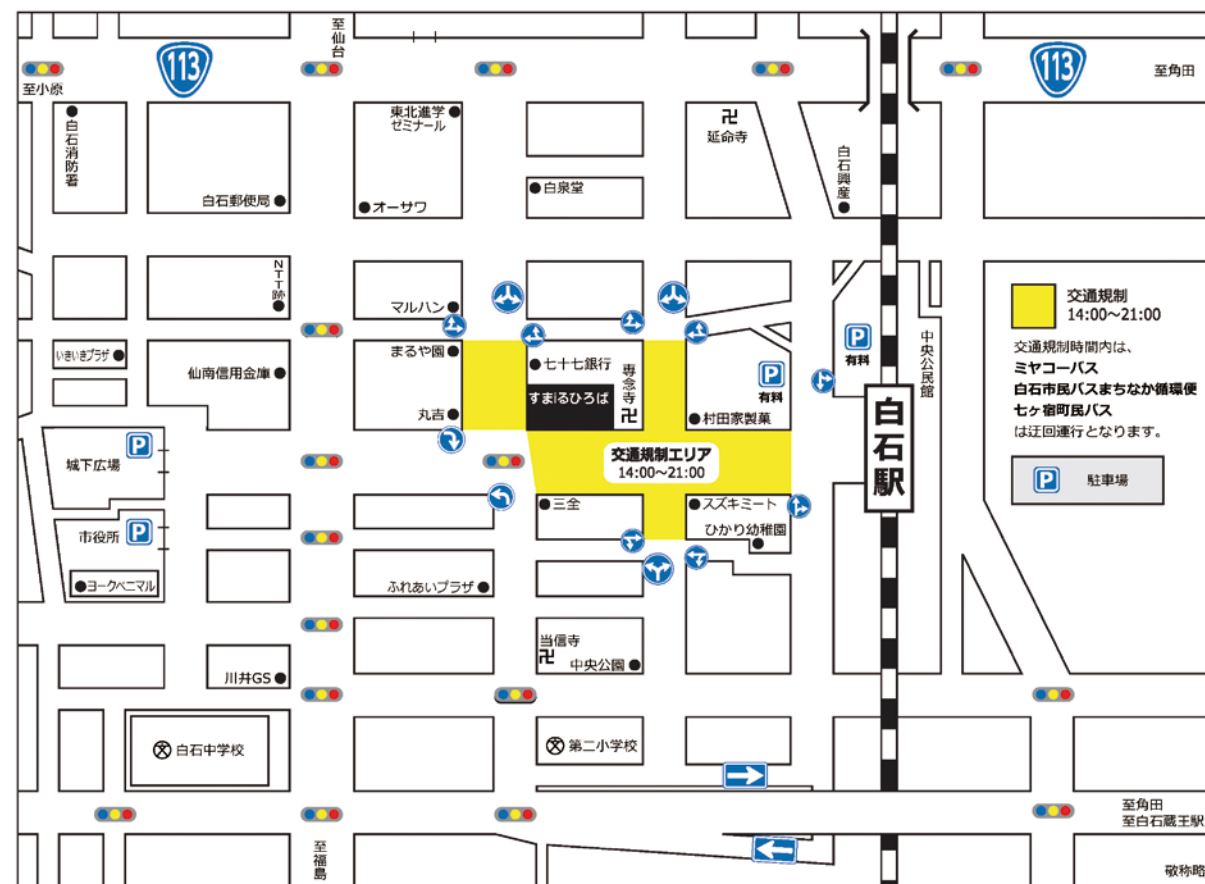 至仙台
113
113
至小原
至角田
白石消防署
東北進学
ゼミナール
延命寺
白石興産
白石郵便局
オーサワ
白泉堂
NTT跡
マルハン
交通規制
14:00〜21:00
いきいきプラザ
仙南信用金庫
まるや園
七十七銀行
専念寺
P
有料
P
有料
中央公民館
交通規制時間内は、
ミヤコーバス
白石市民バスまちなか循環便
七ヶ宿町民バス
は迂回運行となります。
すまiるひろば
丸吉
村田家製菓
白石駅
P
城下広場
交通規制エリア
14:00〜21:00
P
駐車場
三全
スズキミート
ひかり幼稚園
市役所
P
ヨークベニマル
ふれあいプラザ
当信寺
中央公園
川井GS
文
白石中学校
文
第二小学校
至角田
至白石蔵王駅
至福島
敬称略